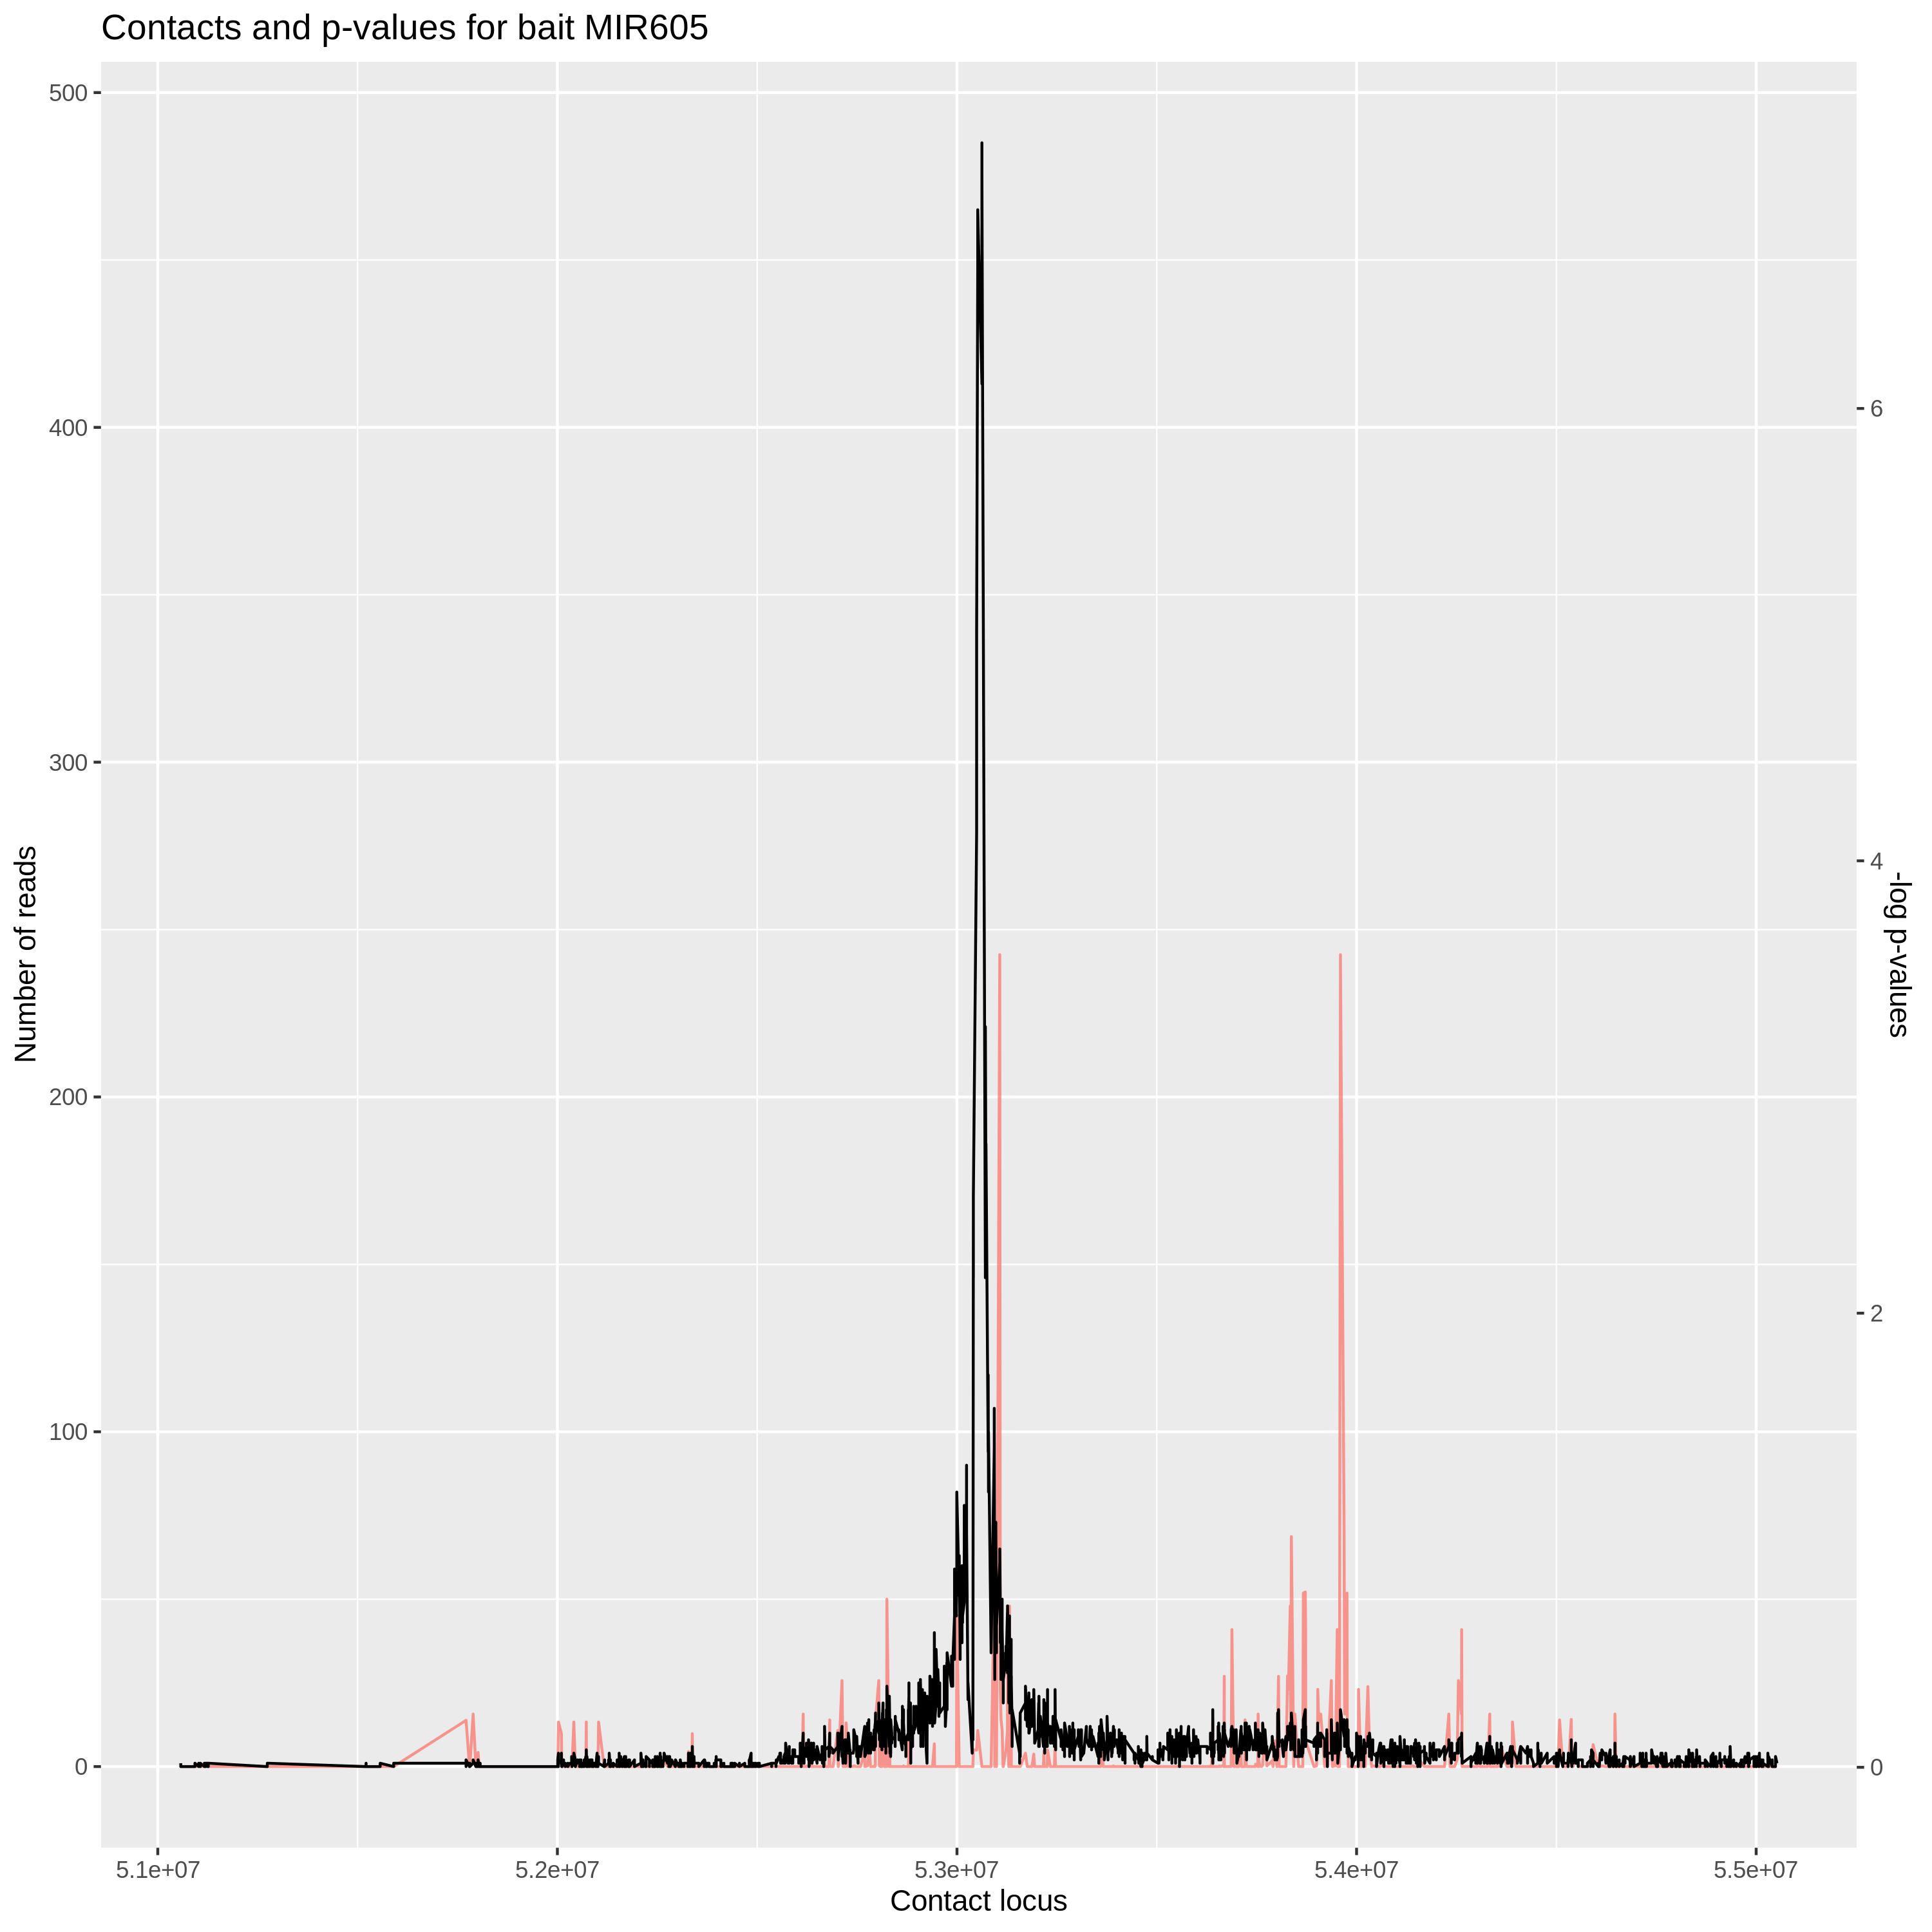 Contacts and p-values for bait MIR605
500
400
300
200
100
0
Number of reads
6
4
2
0
-log p-values
5.1e+07 5.2e+07 5.3e+07 5.4e+07 5.5e+07
Contact locus